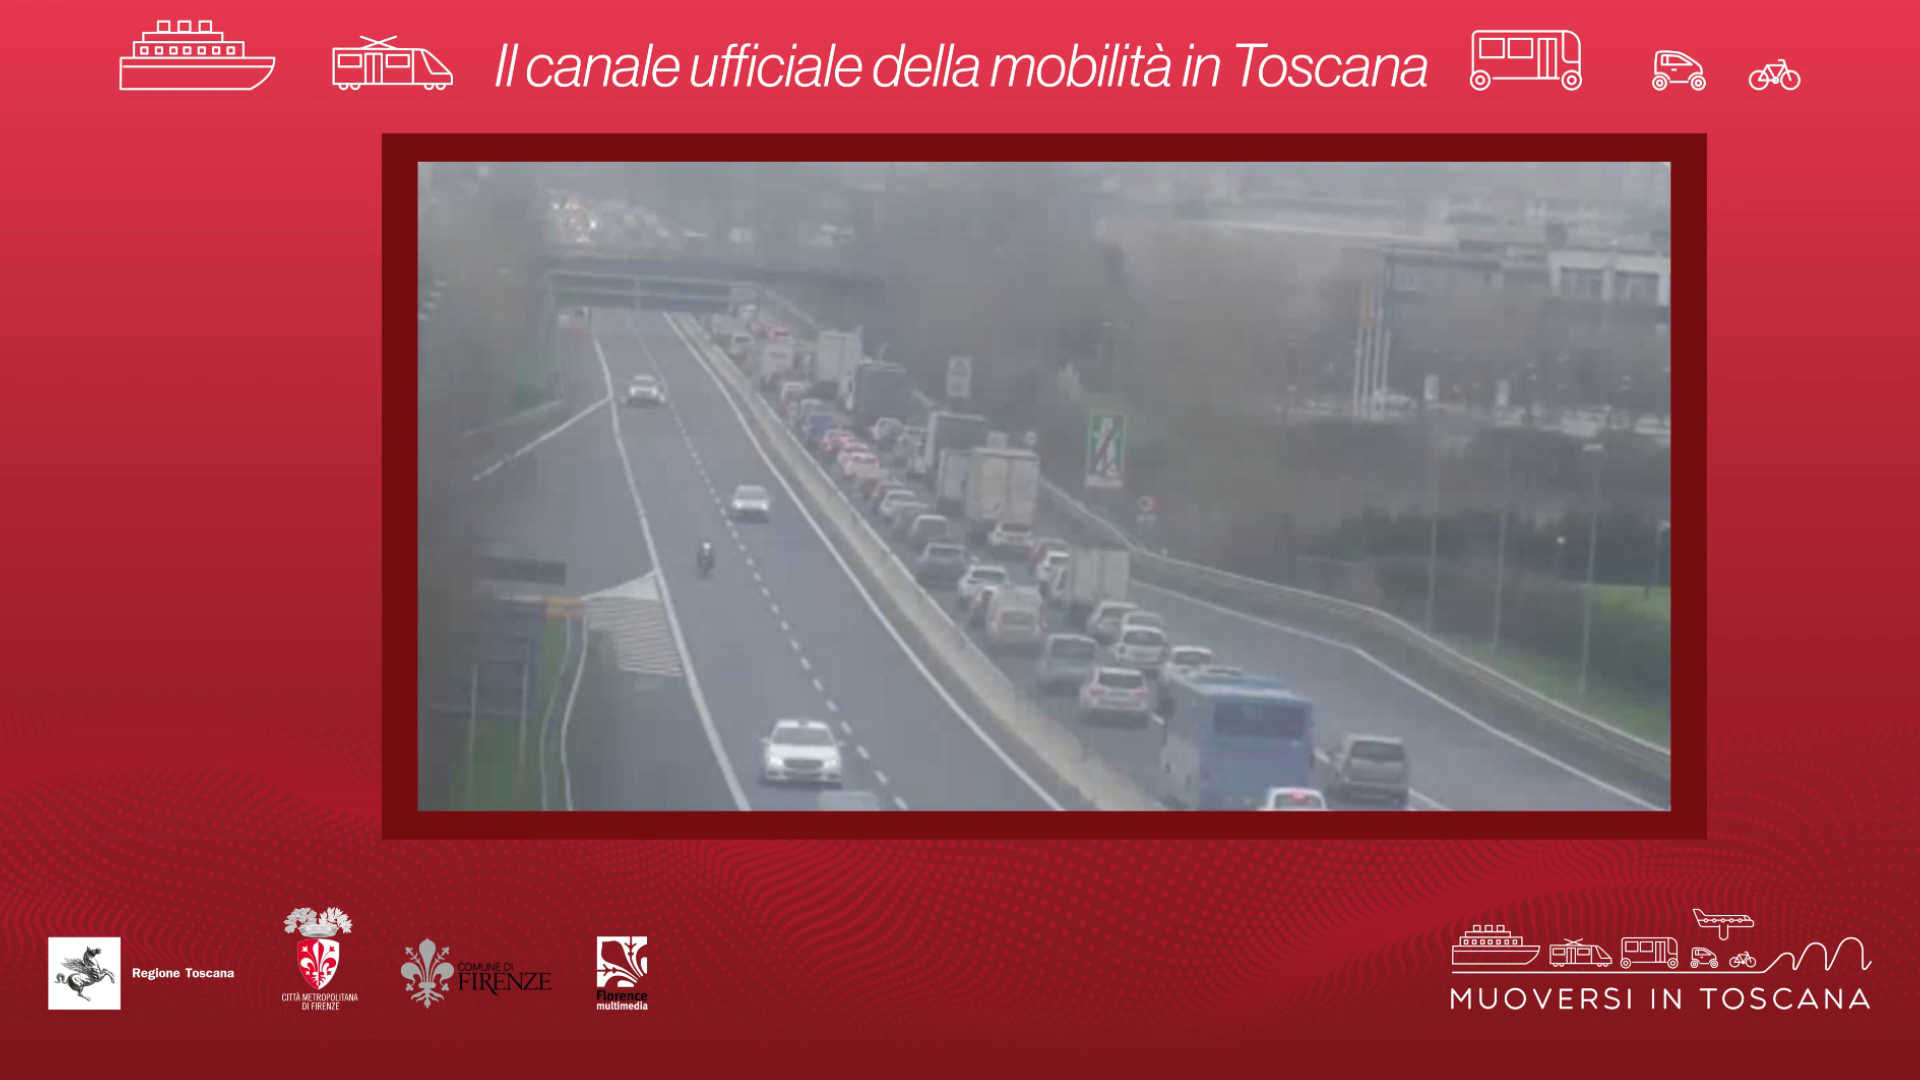 Il canale ufficiale della mobilità in Toscana
Regione Toscana
CITTÀ METROPOLITANA
DI FIRENZE
COMUNE DI
FIRENZE
Florence
multimedia
MUOVERSI IN TOSCANA